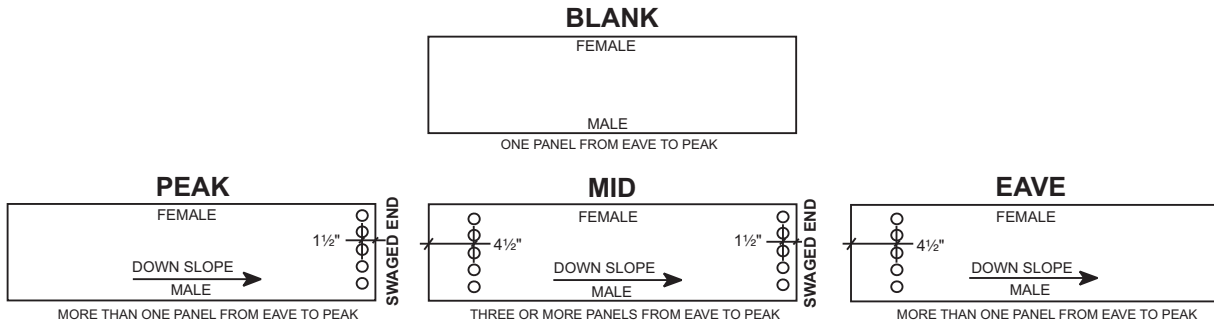 BLANK
FEMALE
MALE
ONE PANEL FROM EAVE TO PEAK
PEAK
FEMALE
1½"
SWAGED END
DOWN SLOPE
MALE
MORE THAN ONE PANEL FROM EAVE TO PEAK
MID
FEMALE
4½"
1½"
SWAGED END
DOWN SLOPE
MALE
THREE OR MORE PANELS FROM EAVE TO PEAK
EAVE
FEMALE
4½"
DOWN SLOPE
MALE
MORE THAN ONE PANEL FROM EAVE TO PEAK